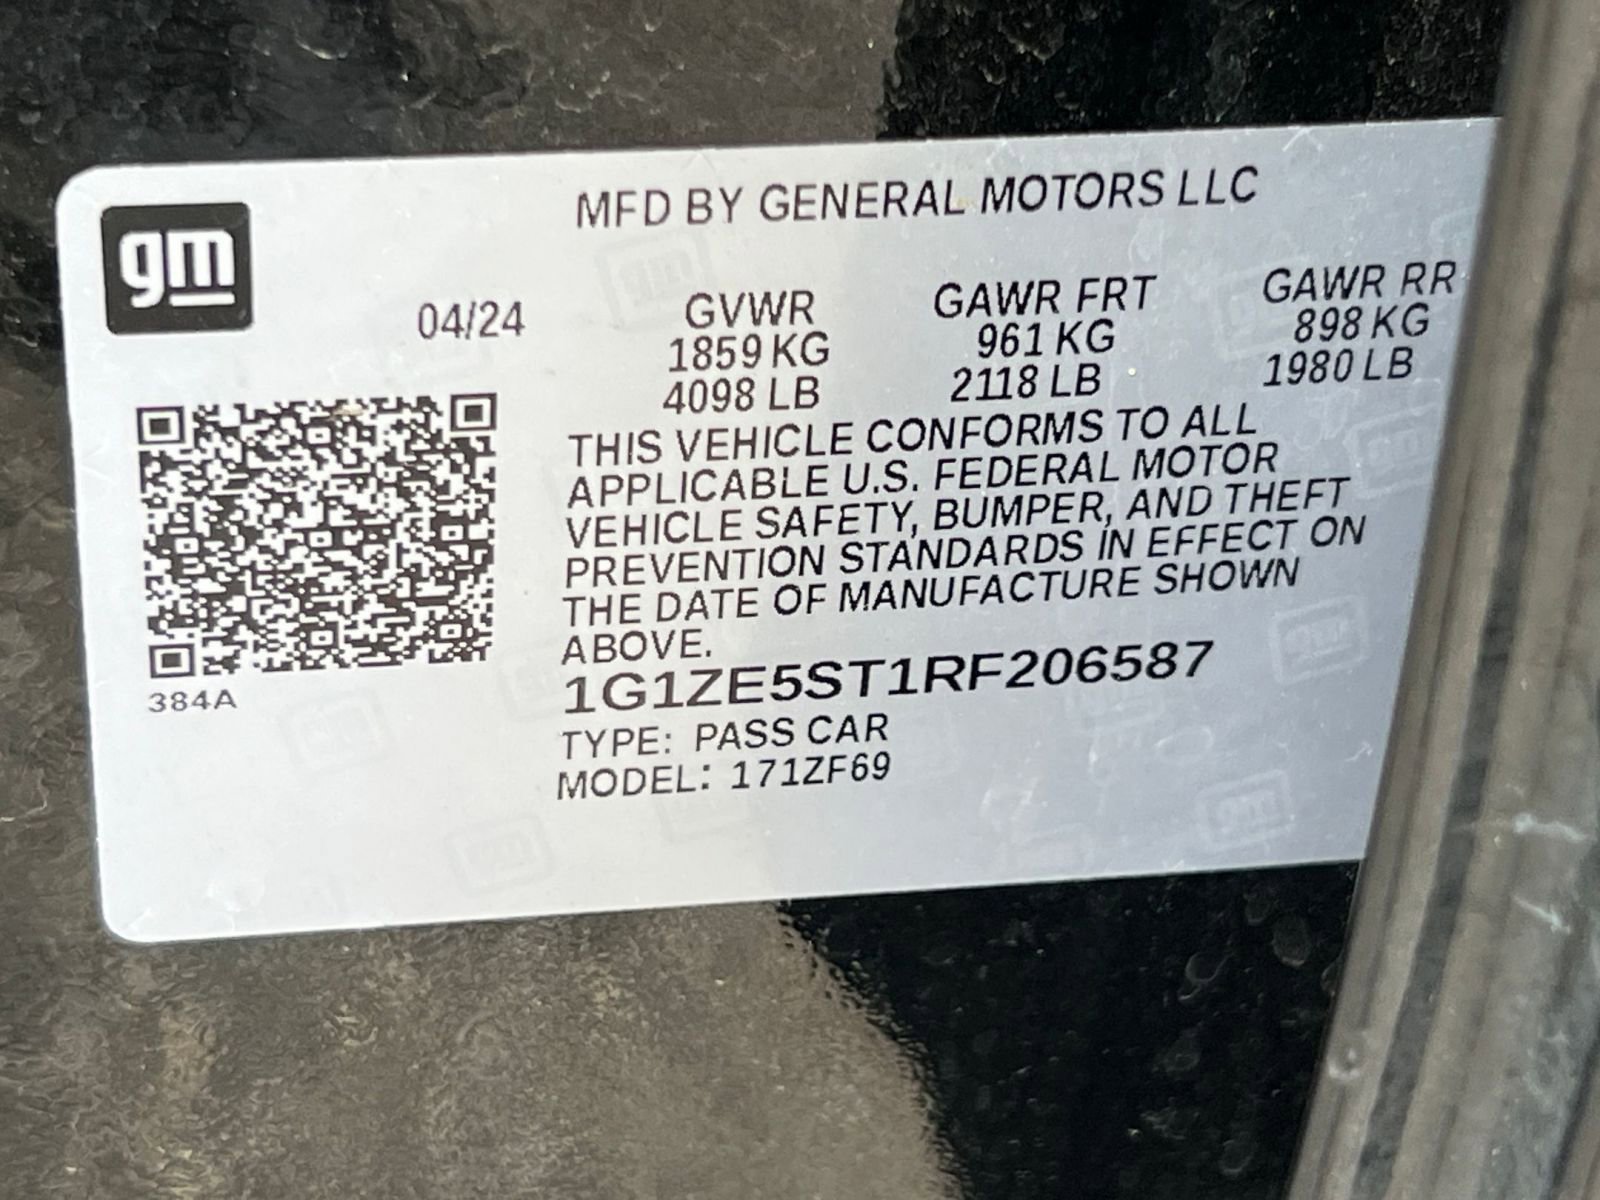 gm
MFD BY GENERAL MOTORS LLC
04/24
GVWR GAWR FRT GAWR RR
1859 KG 961 KG 898 KG
4098 LB 2118 LB 1980 LB
THIS VEHICLE CONFORMS TO ALL
APPLICABLE U.S. FEDERAL MOTOR
VEHICLE SAFETY, BUMPER, AND THEFT
PREVENTION STANDARDS IN EFFECT ON
THE DATE OF MANUFACTURE SHOWN
ABOVE.
1G1ZE5ST1RF206587
384A
TYPE: PASS CAR
MODEL: 171ZF69